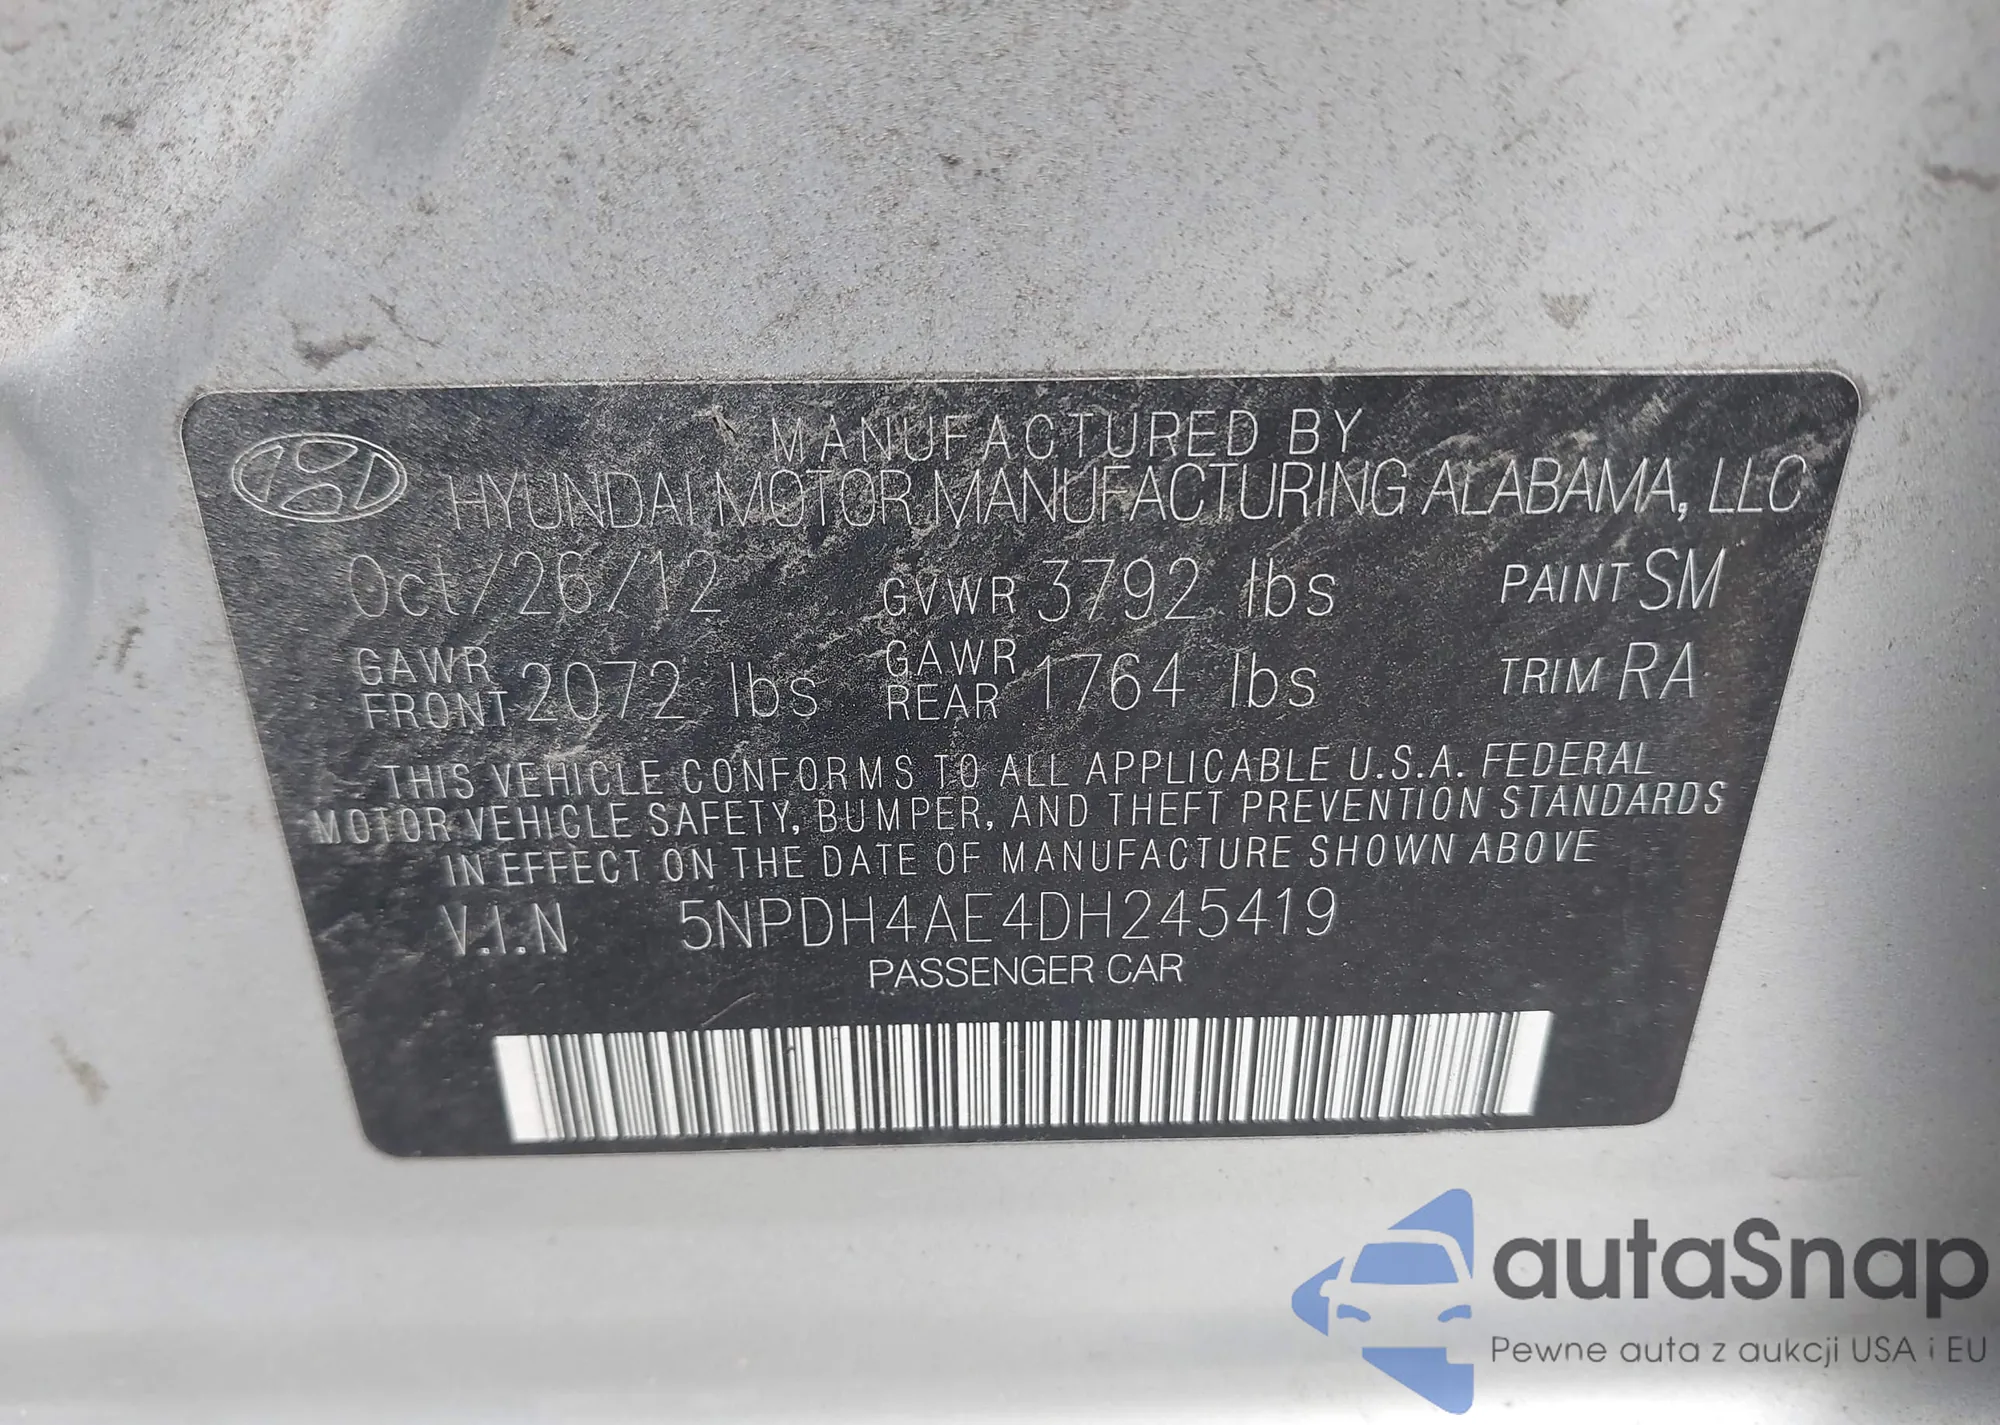 MANUFACTURED BY
HYUNDAI MOTOR MANUFACTURING ALABAMA, LLC
Oct/26/12 GVWR 3792 lbs PAINT SM
GAWR FRONT 2072 lbs GAWR REAR 1764 lbs TRIM RA
THIS VEHICLE CONFORMS TO ALL APPLICABLE U.S.A. FEDERAL
MOTOR VEHICLE SAFETY, BUMPER, AND THEFT PREVENTION STANDARDS
IN EFFECT ON THE DATE OF MANUFACTURE SHOWN ABOVE
V.I.N 5NPDH4AE4DH245419
PASSENGER CAR
autaSnap
Pewne auta z aukcji USA i EU